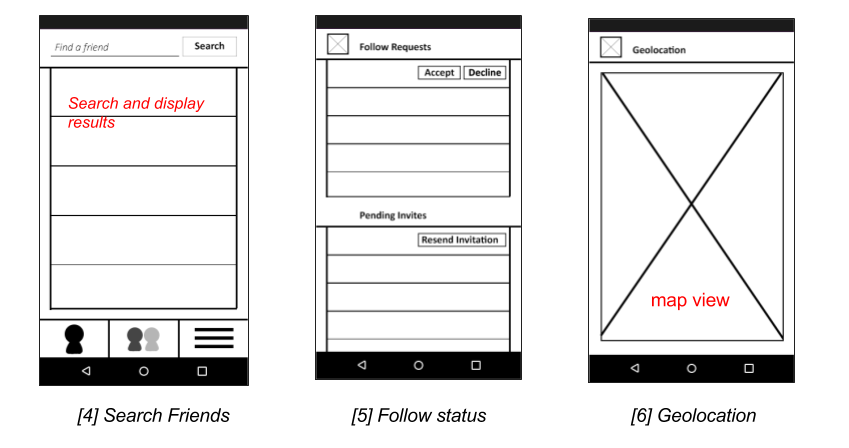 Find a friend
Search
Search and display
results
[4] Search Friends
Follow Requests
Accept
Decline
Pending Invites
Resend Invitation
[5] Follow status
Geolocation
map view
[6] Geolocation